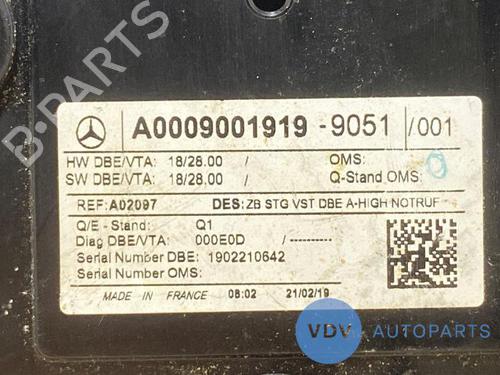 A0009001919 - 9051 /001
HW DBE/VTA: 18/28.00 / OMS:
SW DBE/VTA: 18/28.00 / Q-Stand OMS:
REF: A02097 DES: ZB STG VST DBE A-HIGH NOTRUF
Q/E - Stand: Q1
Diag DBE/VTA: 000E0D /---------
Serial Number DBE: 1902210642
Serial Number OMS:
MADE IN FRANCE 08:02 21/02/19
B-PARTS
VDV AUTOPARTS